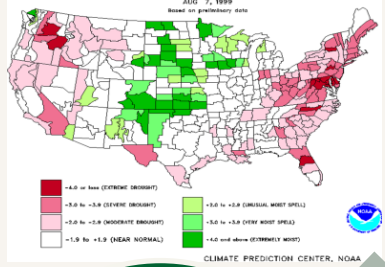 AUG 7, 1999
Based on preliminary data
-4.0 or less (EXTREME DROUGHT)
-3.0 to -3.9 (SEVERE DROUGHT)
-2.0 to -2.9 (MODERATE DROUGHT)
-1.9 to +1.9 (NEAR NORMAL)
+2.0 to +2.9 (UNUSUAL MOIST SPELL)
+3.0 to +3.9 (VERY MOIST SPELL)
+4.0 and above (EXTREMELY MOIST)
NOAA
CLIMATE PREDICTION CENTER, NOAA